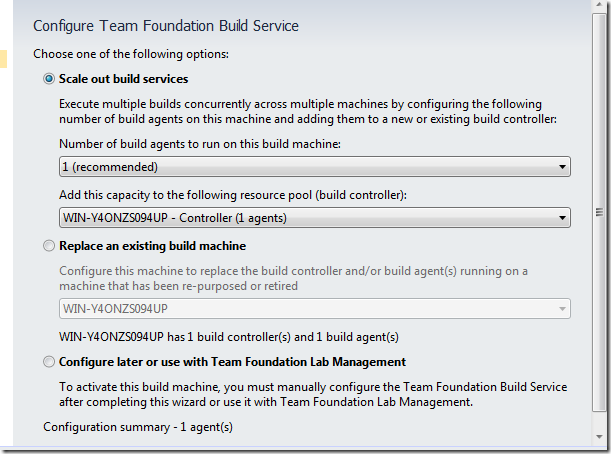 Configure Team Foundation Build Service
Choose one of the following options:
Scale out build services
Execute multiple builds concurrently across multiple machines by configuring the following
number of build agents on this machine and adding them to a new or existing build controller:
Number of build agents to run on this build machine:
1 (recommended)
Add this capacity to the following resource pool (build controller):
WIN-Y4ONZS094UP - Controller (1 agents)
Replace an existing build machine
Configure this machine to replace the build controller and/or build agent(s) running on a
machine that has been re-purposed or retired
WIN-Y4ONZS094UP
WIN-Y4ONZS094UP has 1 build controller(s) and 1 build agent(s)
Configure later or use with Team Foundation Lab Management
To activate this build machine, you must manually configure the Team Foundation Build Service
after completing this wizard or use it with Team Foundation Lab Management.
Configuration summary - 1 agent(s)